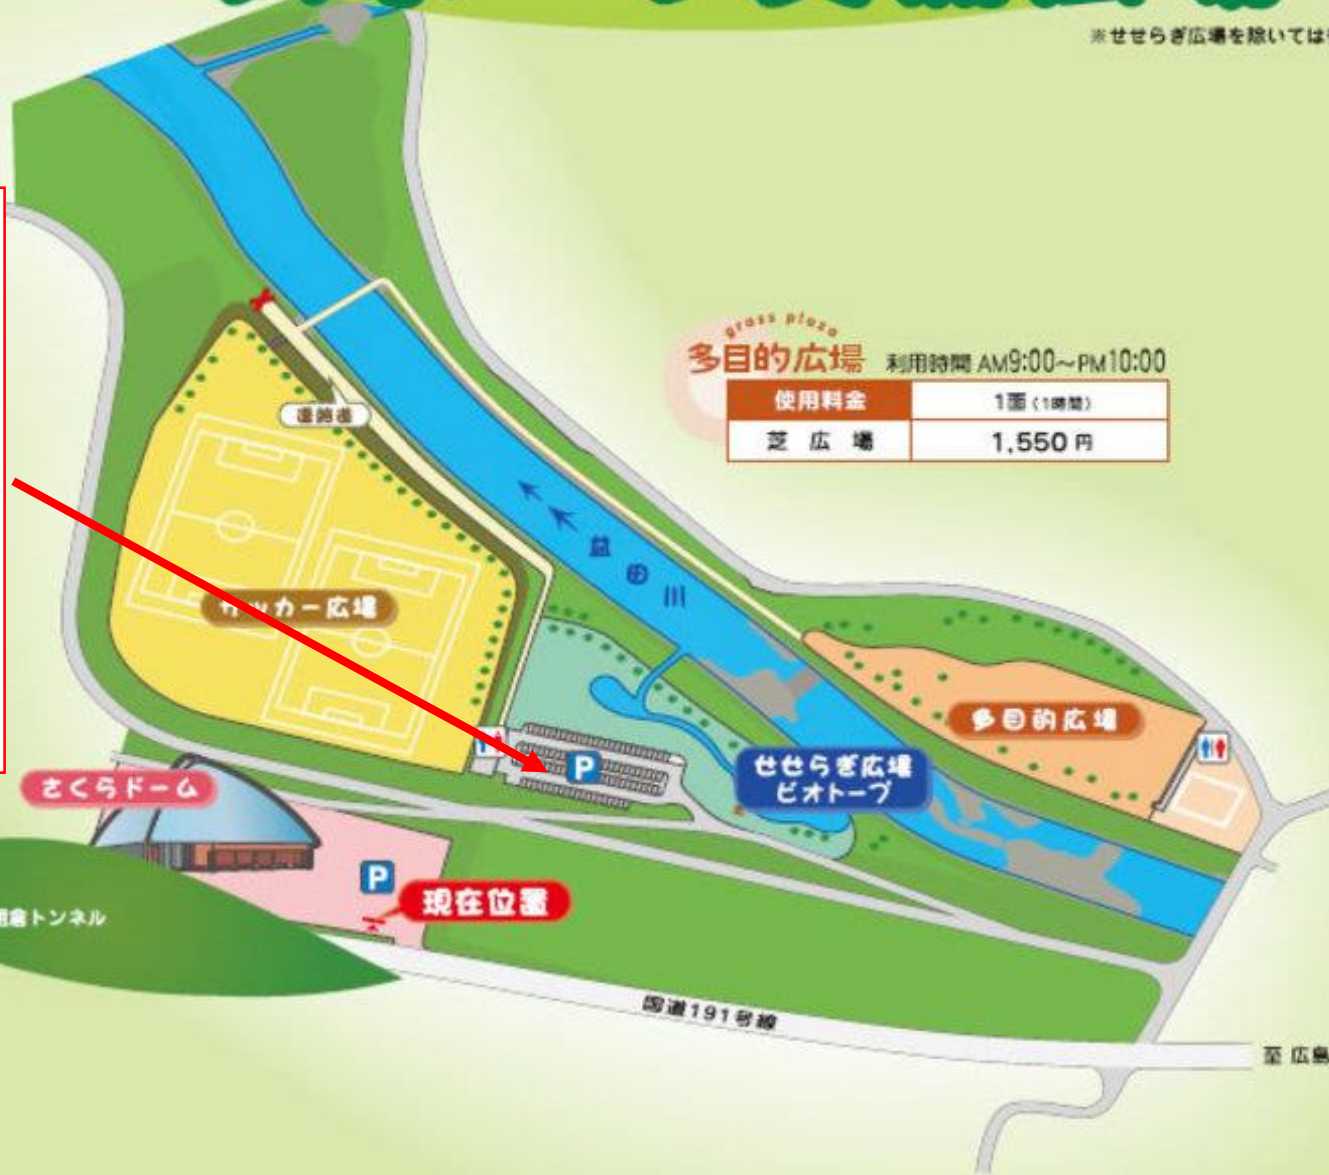 ※せせらぎ広場を除いては
grass plaza
多目的広場 利用時間 AM9:00～PM10:00
使用料金 1面（1時間）
芝広場 1,550円
連絡道
益田川
サッカー広場
多目的広場
P
せせらぎ広場
ビオトープ
さくらドーム
P
現在位置
トンネル
国道191号線
至 広島